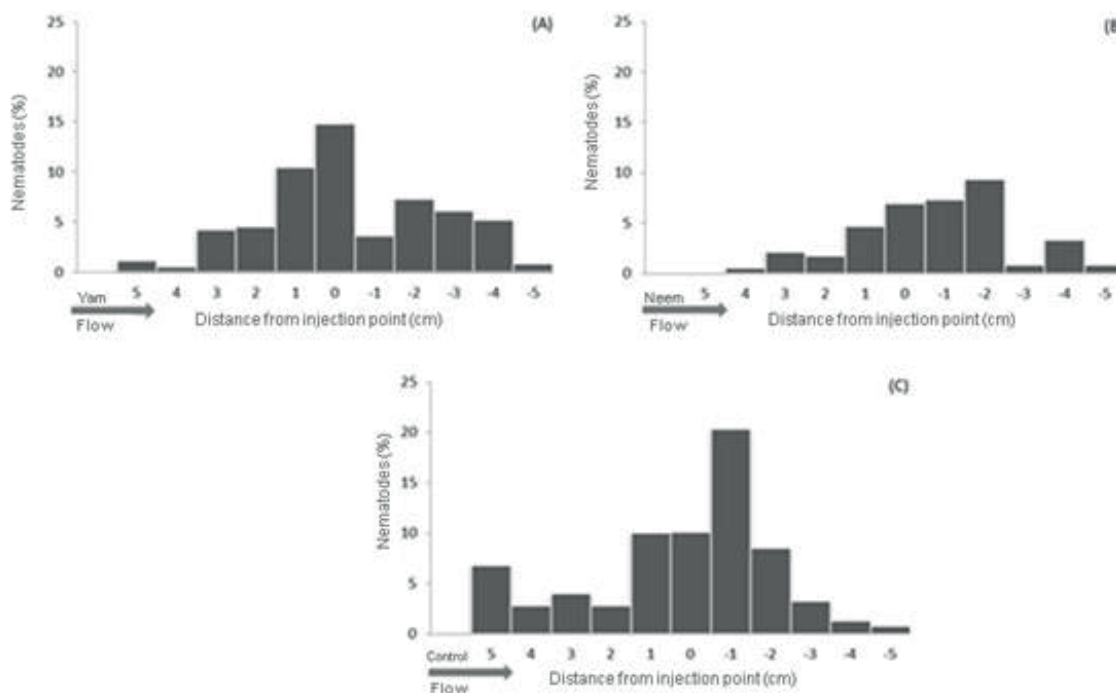 (A)
25
20
15
10
5
0
Nematodes (%)
5 4 3 2 1 0 -1 -2 -3 -4 -5
Yam
Flow
Distance from injection point (cm)
(B
25
20
15
10
5
0
Nematodes (%)
5 4 3 2 1 0 -1 -2 -3 -4 -5
Neem
Flow
Distance from injection point (cm)
(C)
25
20
15
10
5
0
Nematodes (%)
5 4 3 2 1 0 -1 -2 -3 -4 -5
Control
Flow
Distance from injection point (cm)